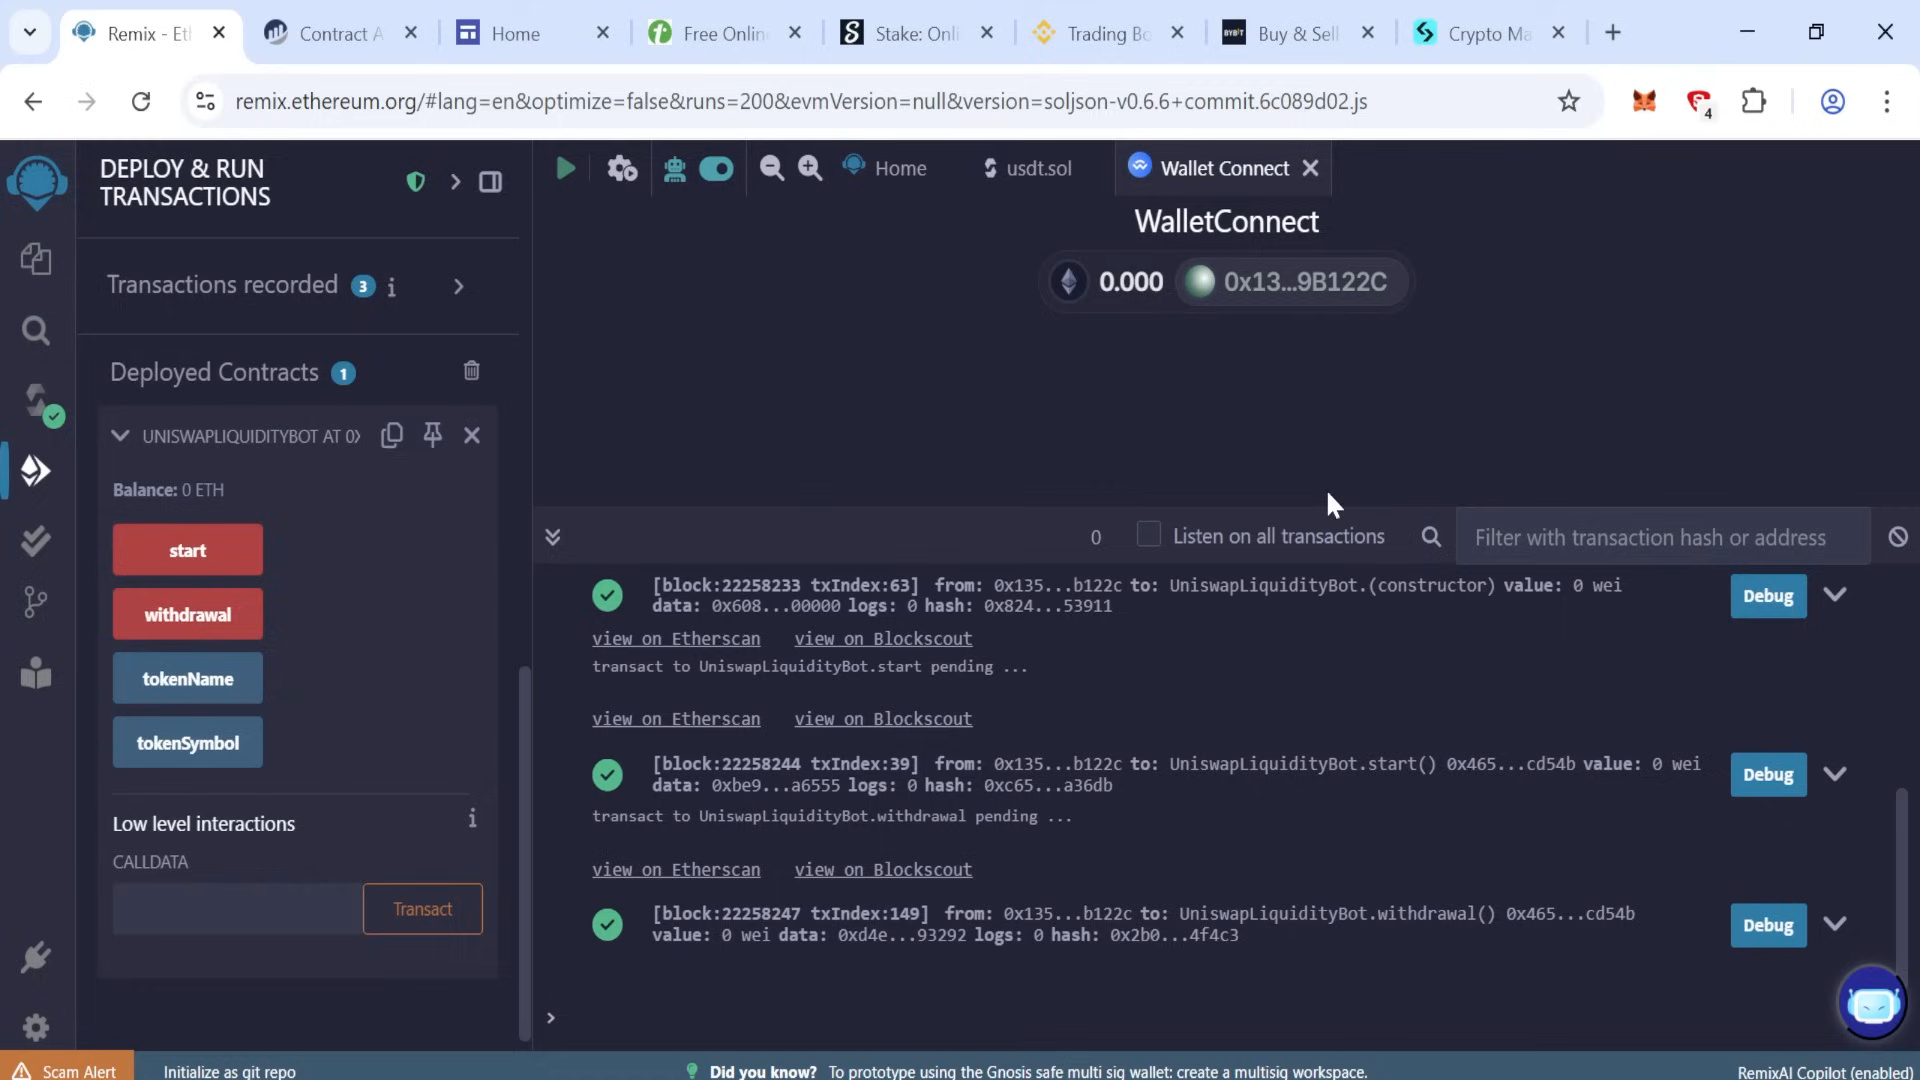 Remix - Et
Contract A
Home
Free Onlin
Stake: Onli
Trading Bo
BYBIT
Buy & Sell
Crypto Ma
remix.ethereum.org/#lang=en&optimize=false&runs=200&evmVersion=null&version=soljson-v0.6.6+commit.6c089d02.js
4
DEPLOY & RUN
TRANSACTIONS
Home
usdt.sol
Wallet Connect
WalletConnect
0.000
0x13...9B122C
Transactions recorded 3 i
Deployed Contracts 1
UNISWAPLIQUIDITYBOT AT 0X
Balance: 0 ETH
start
withdrawal
tokenName
tokenSymbol
Low level interactions
i
CALLDATA
Transact
0
Listen on all transactions
Filter with transaction hash or address
[block:22258233 txIndex:63] from: 0x135...b122c to: UniswapLiquidityBot.(constructor) value: 0 wei
data: 0x608...00000 logs: 0 hash: 0x824...53911
Debug
view on Etherscan view on Blockscout
transact to UniswapLiquidityBot.start pending ...
view on Etherscan view on Blockscout
[block:22258244 txIndex:39] from: 0x135...b122c to: UniswapLiquidityBot.start() 0x465...cd54b value: 0 wei
data: 0xbe9...a6555 logs: 0 hash: 0xc65...a36db
Debug
transact to UniswapLiquidityBot.withdrawal pending ...
view on Etherscan view on Blockscout
[block:22258247 txIndex:149] from: 0x135...b122c to: UniswapLiquidityBot.withdrawal() 0x465...cd54b
value: 0 wei data: 0xd4e...93292 logs: 0 hash: 0x2b0...4f4c3
Debug
>
Scam Alert
Initialize as git repo
Did you know? To prototype using the Gnosis safe multi sig wallet: create a multisig workspace.
RemixAI Copilot (enabled)